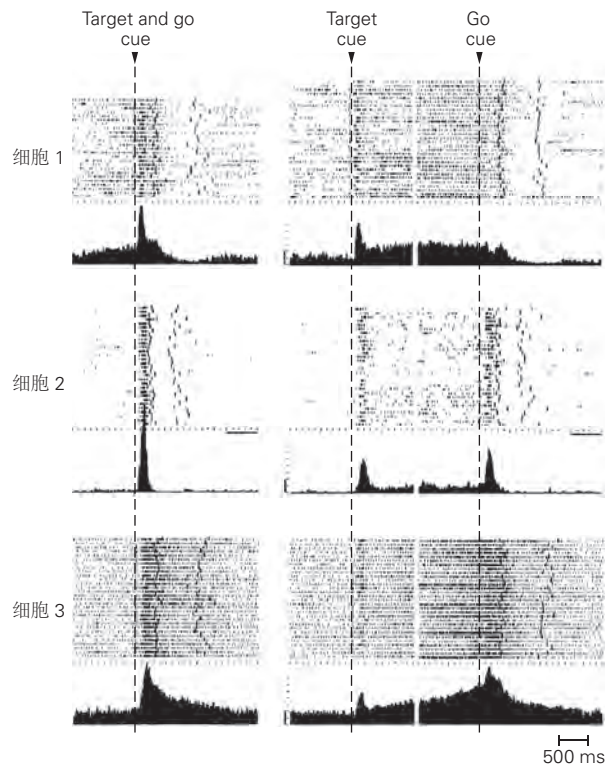 Target and go
cue
Target
cue
Go
cue
细胞 1
细胞 2
细胞 3
500 ms